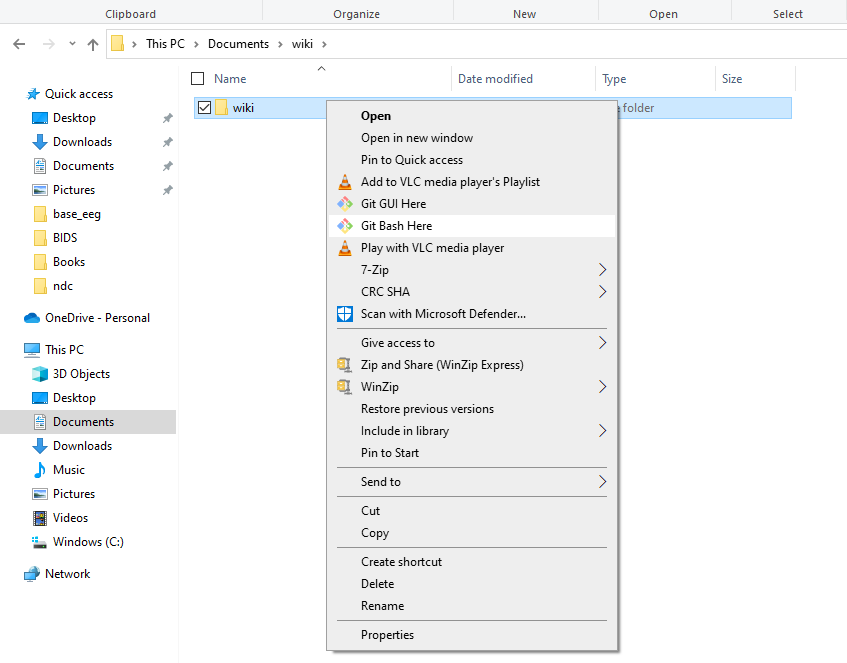 Clipboard Organize New Open Select
This PC Documents wiki
Name Date modified Type Size
wiki folder
Quick access
Desktop
Downloads
Documents
Pictures
base_eeg
BIDS
Books
ndc
OneDrive - Personal
This PC
3D Objects
Desktop
Documents
Downloads
Music
Pictures
Videos
Windows (C:)
Network
Open
Open in new window
Pin to Quick access
Add to VLC media player's Playlist
Git GUI Here
Git Bash Here
Play with VLC media player
7-Zip
CRC SHA
Scan with Microsoft Defender...
Give access to
Zip and Share (WinZip Express)
WinZip
Restore previous versions
Include in library
Pin to Start
Send to
Cut
Copy
Create shortcut
Delete
Rename
Properties